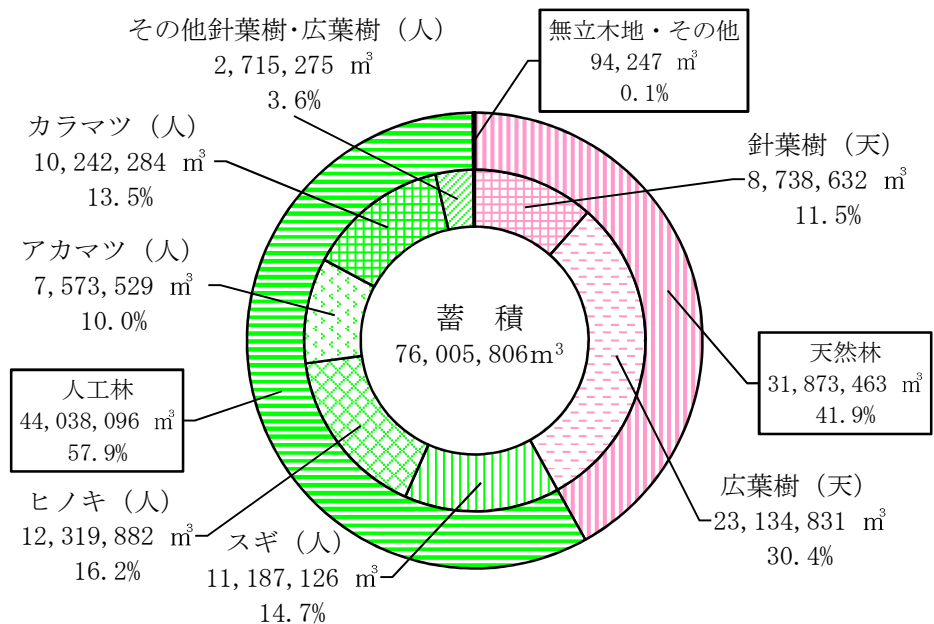 その他針葉樹･広葉樹（人）
2,715,275 ㎥
3.6%
無立木地・その他
94,247 ㎥
0.1%
カラマツ（人）
10,242,284 ㎥
13.5%
針葉樹（天）
8,738,632 ㎥
11.5%
アカマツ（人）
7,573,529 ㎥
10.0%
蓄　積
76,005,806m³
天然林
31,873,463 ㎥
41.9%
人工林
44,038,096 ㎥
57.9%
広葉樹（天）
23,134,831 ㎥
30.4%
ヒノキ（人）
12,319,882 ㎥
16.2%
スギ（人）
11,187,126 ㎥
14.7%